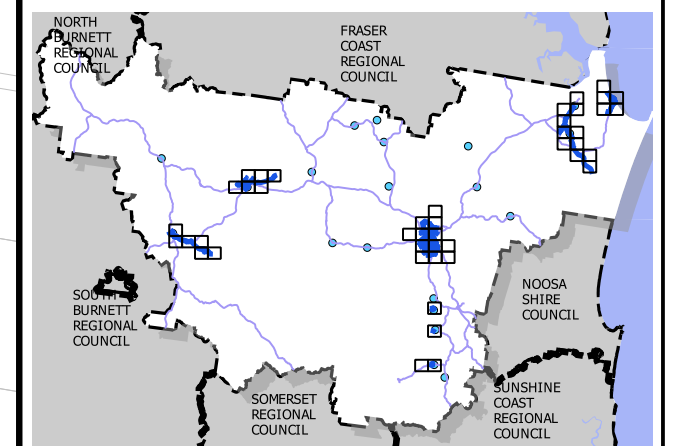 NORTH
BURNETT
REGIONAL
COUNCIL
FRASER
COAST
REGIONAL
COUNCIL
NOOSA
SHIRE
COUNCIL
SOUTH
BURNETT
REGIONAL
COUNCIL
SOMERSET
REGIONAL
COUNCIL
SUNSHINE
COAST
REGIONAL
COUNCIL